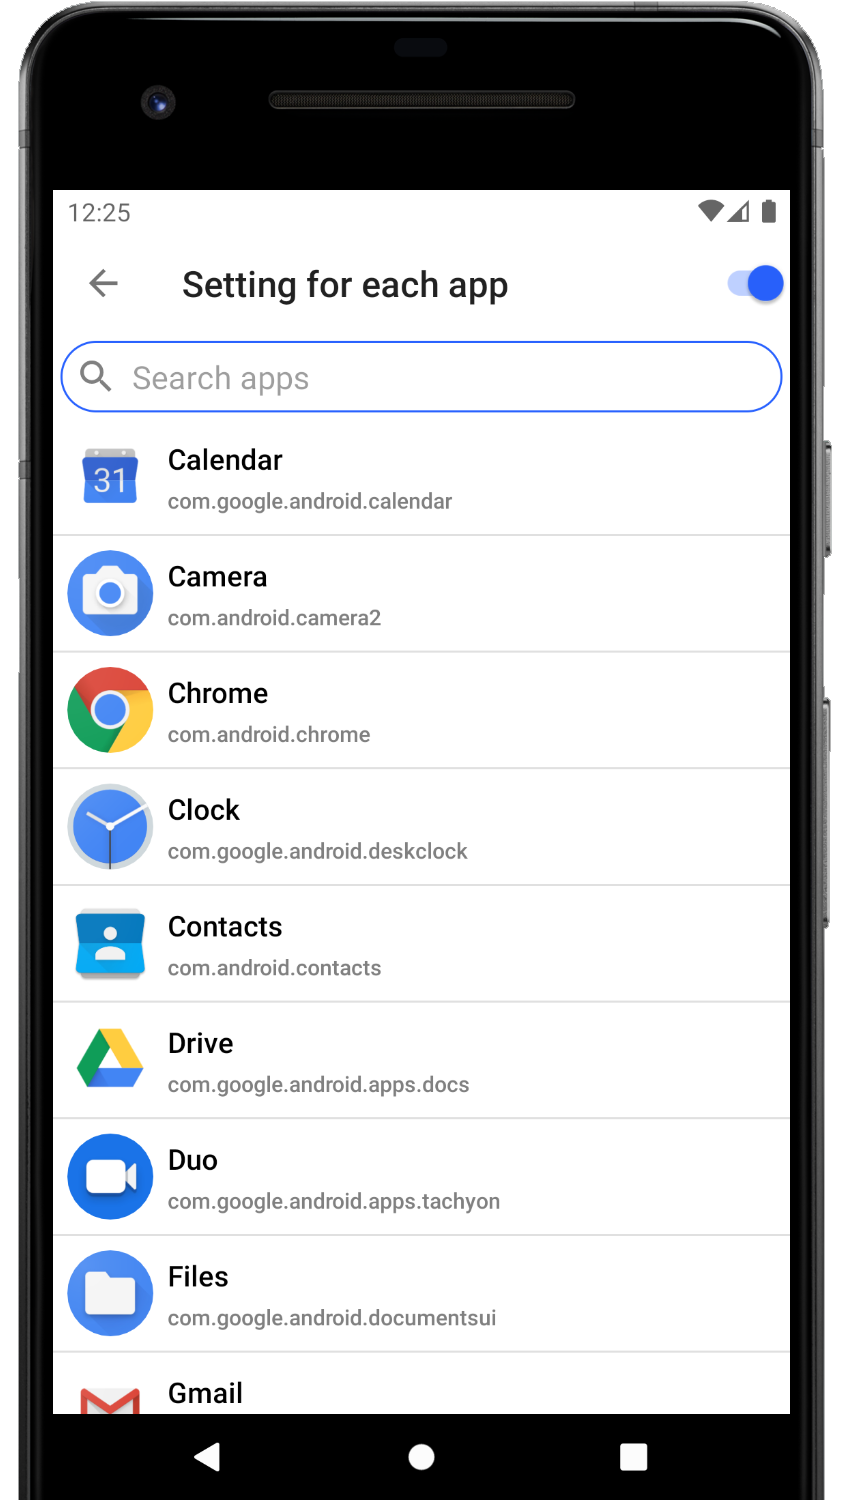 12:25
Setting for each app
Search apps
31
Calendar
com.google.android.calendar
Camera
com.android.camera2
Chrome
com.android.chrome
Clock
com.google.android.deskclock
Contacts
com.android.contacts
Drive
com.google.android.apps.docs
Duo
com.google.android.apps.tachyon
Files
com.google.android.documentsui
Gmail